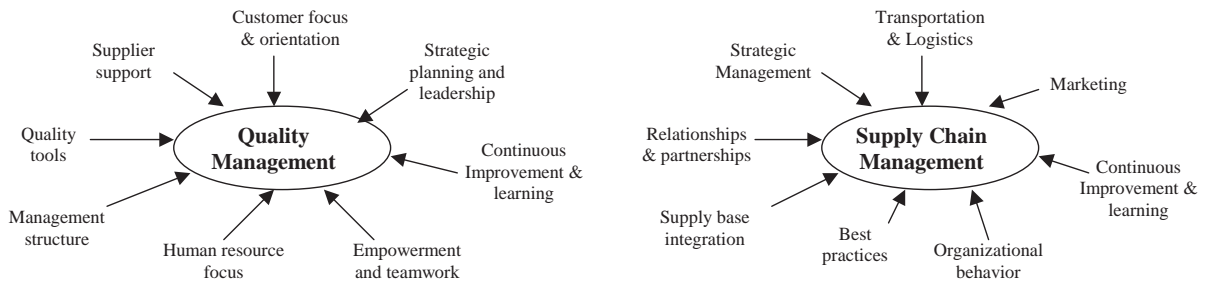 Customer focus
& orientation
Supplier
support
Strategic
planning and
leadership
Quality
tools
Quality
Management
Continuous
Improvement &
learning
Management
structure
Human resource
focus
Empowerment
and teamwork
Transportation
& Logistics
Strategic
Management
Marketing
Relationships
& partnerships
Supply Chain
Management
Continuous
Improvement &
learning
Supply base
integration
Best
practices
Organizational
behavior